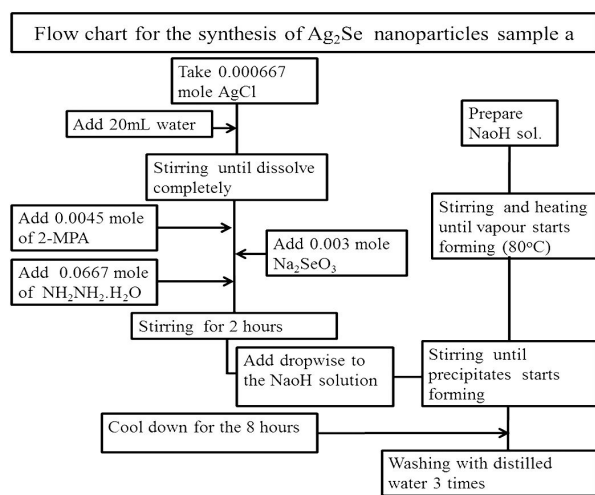 Flow chart for the synthesis of Ag₂Se nanoparticles sample a
Take 0.000667
mole AgCl
Add 20mL water
Stirring until dissolve
completely
Add 0.0045 mole
of 2-MPA
Add 0.003 mole
Na₂SeO₃
Add 0.0667 mole
of NH₂NH₂.H₂O
Stirring for 2 hours
Add dropwise to
the NaOH solution
Prepare
NaoH sol.
Stirring and heating
until vapour starts
forming (80°C)
Stirring until
precipitates starts
forming
Cool down for the 8 hours
Washing with distilled
water 3 times